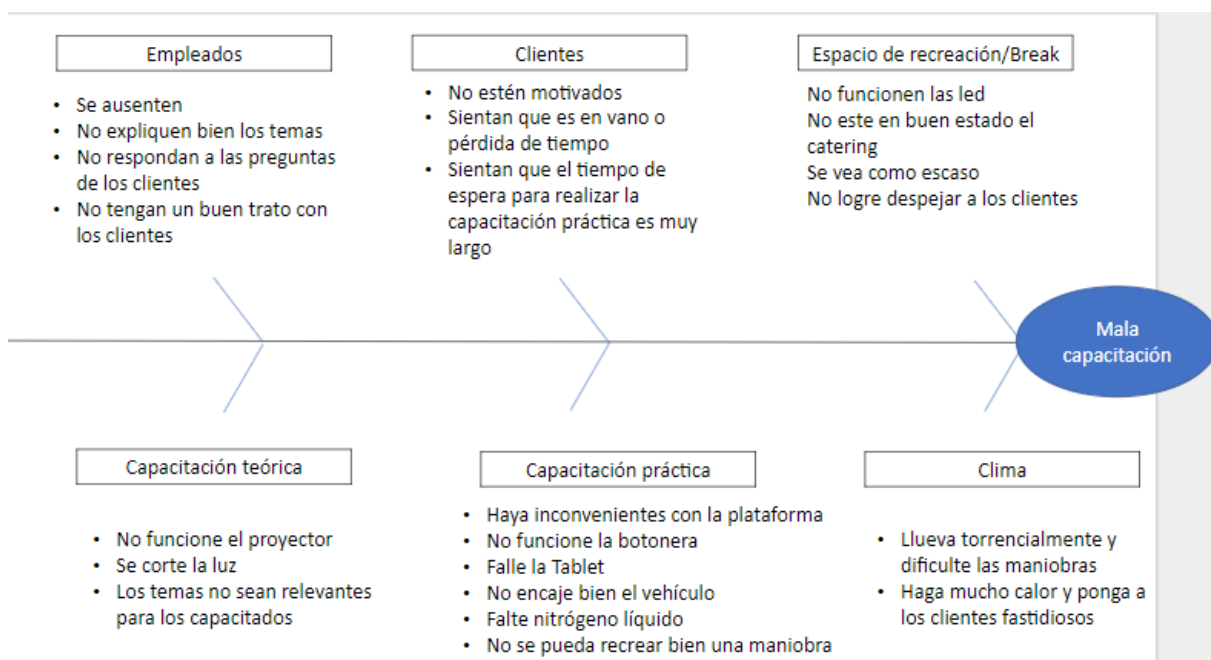 Empleados
• Se ausenten
• No expliquen bien los temas
• No respondan a las preguntas
de los clientes
• No tengan un buen trato con
los clientes
Clientes
• No estén motivados
• Sientan que es en vano o
pérdida de tiempo
• Sientan que el tiempo de
espera para realizar la
capacitación práctica es muy
largo
Espacio de recreación/Break
No funcionen las led
No este en buen estado el
catering
Se vea como escaso
No logre despejar a los clientes
Mala
capacitación
Capacitación teórica
• No funcione el proyector
• Se corte la luz
• Los temas no sean relevantes
para los capacitados
Capacitación práctica
• Haya inconvenientes con la plataforma
• No funcione la botonera
• Falle la Tablet
• No encaje bien el vehículo
• Falte nitrógeno líquido
• No se pueda recrear bien una maniobra
Clima
• Llueva torrencialmente y
dificulte las maniobras
• Haga mucho calor y ponga a
los clientes fastidiosos